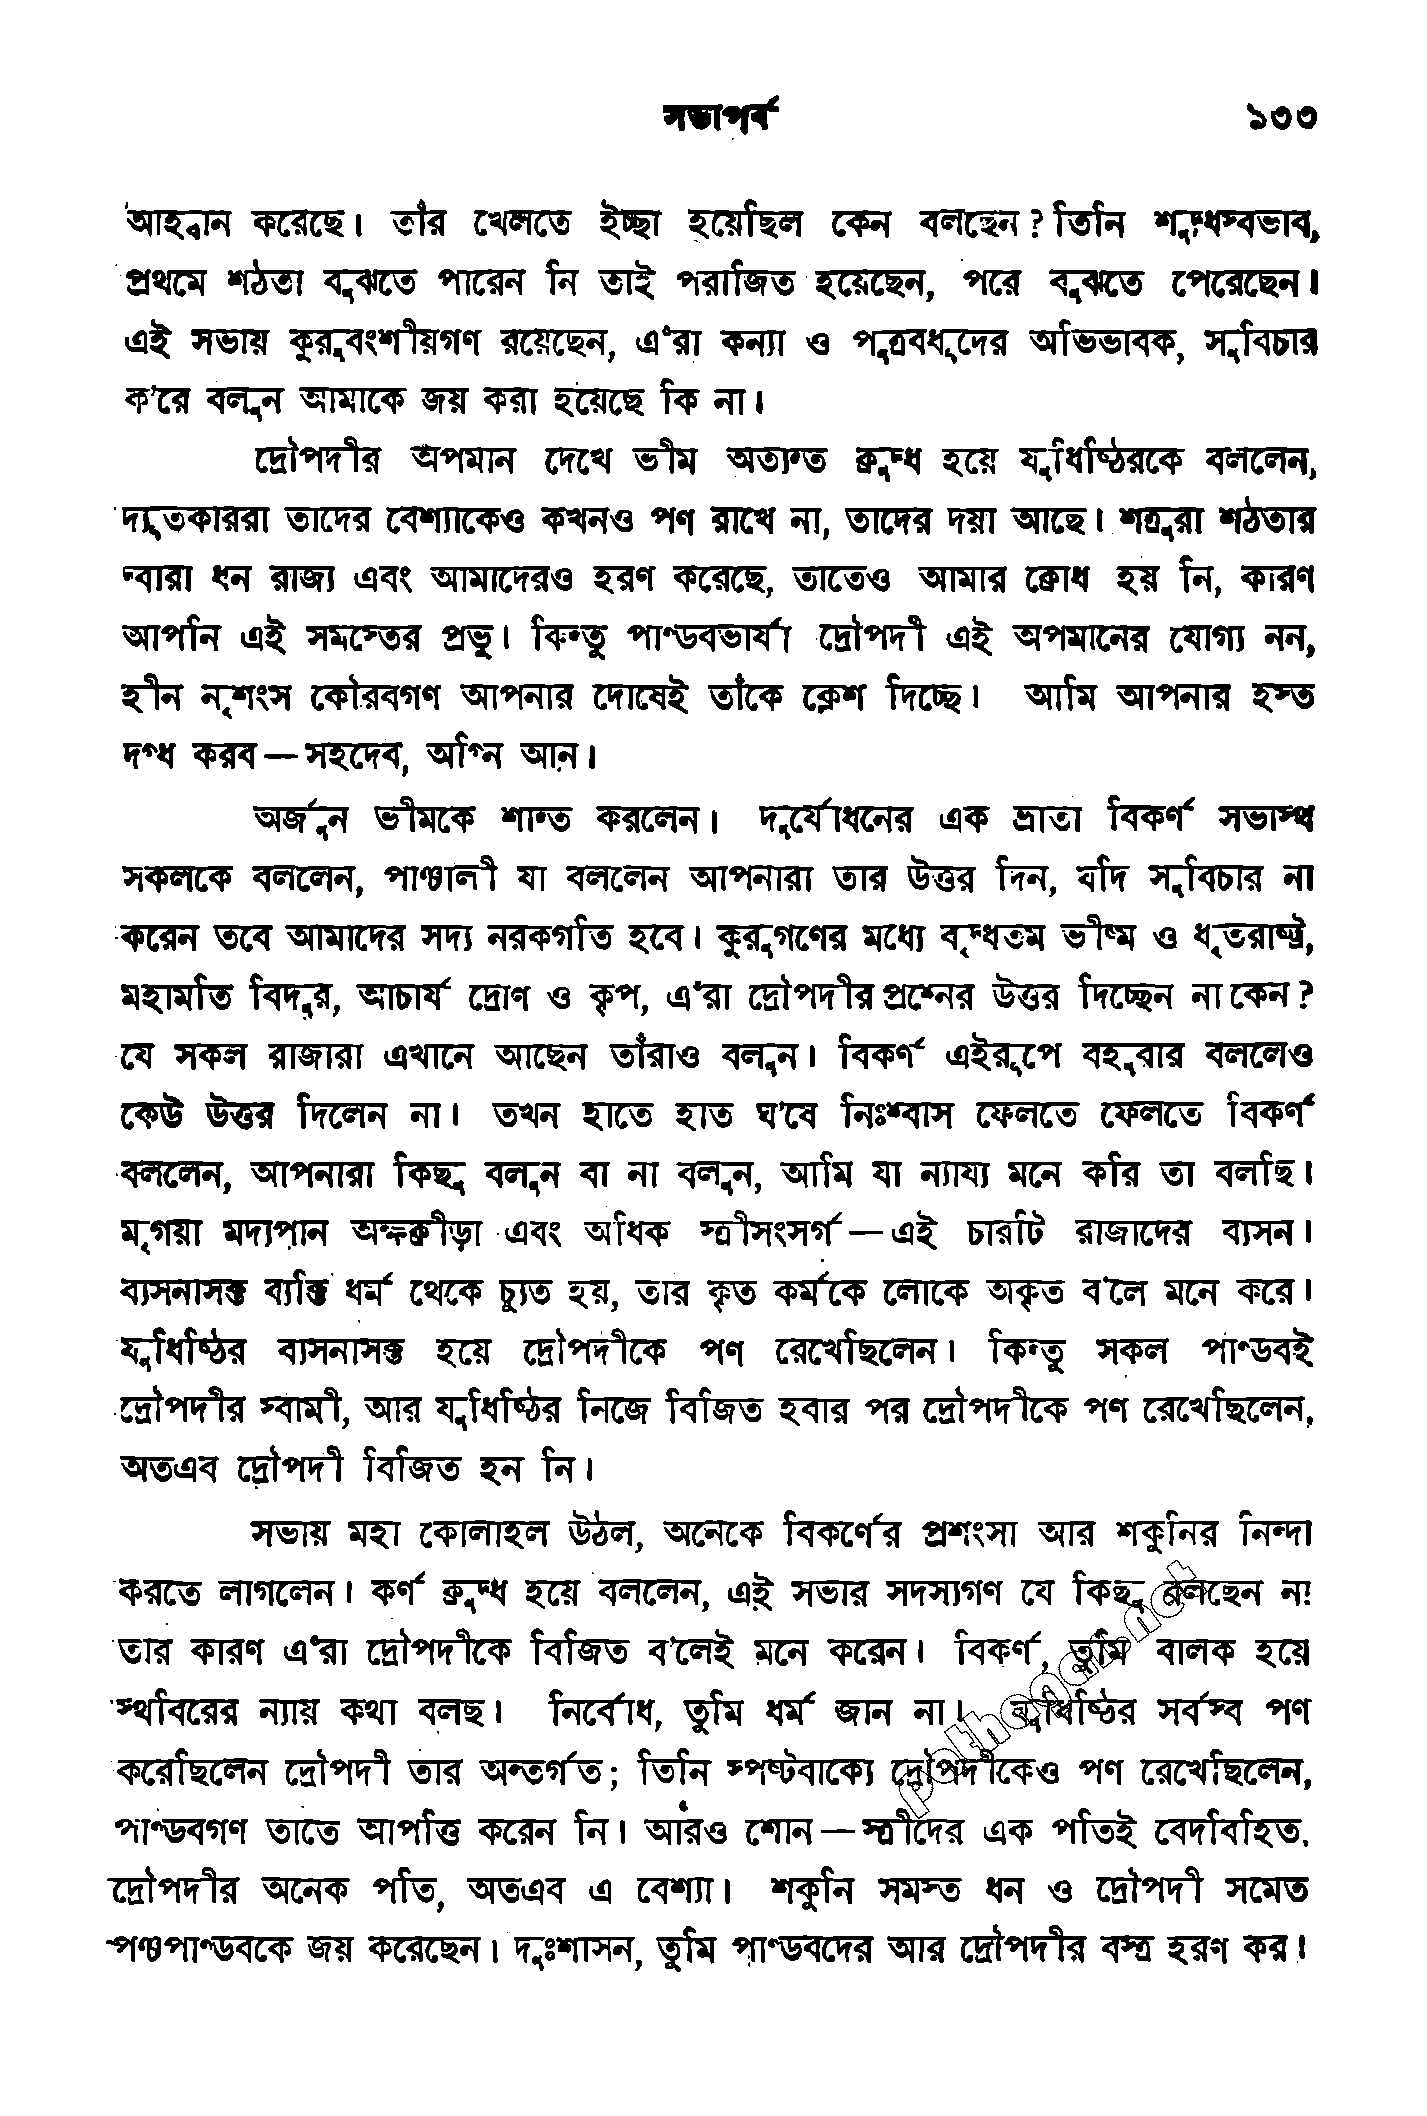 সভাপর্ব ১৩৩
আহ্বান করেছে। তাঁর খেলতে ইচ্ছা হয়েছিল কেন বলছেন? তিনি শুদ্ধস্বভাব,
প্রথমে শঠতা বুঝতে পারেন নি তাই পরাজিত হয়েছেন, পরে বুঝতে পেরেছেন।
এই সভায় কুরুবংশীয়গণ রয়েছেন, এঁরা কন্যা ও পুত্রবধূদের অভিভাবক, সুবিচার
ক'রে বলুন আমাকে জয় করা হয়েছে কি না।
দ্রৌপদীর অপমান দেখে ভীম অত্যন্ত ক্রুদ্ধ হয়ে যুধিষ্ঠিরকে বললেন,
দ্যূতকাররা তাদের বেশ্যাকেও কখনও পণ রাখে না, তাদের দয়া আছে। শত্রুরা শঠতার
দ্বারা ধন রাজ্য এবং আমাদেরও হরণ করেছে, তাতেও আমার ক্রোধ হয় নি, কারণ
আপনি এই সমস্তের প্রভু। কিন্তু পাণ্ডবভার্যা দ্রৌপদী এই অপমানের যোগ্য নন,
হীন নৃশংস কৌরবগণ আপনার দোষেই তাঁকে ক্লেশ দিচ্ছে। আমি আপনার হস্ত
দগ্ধ করব — সহদেব, অগ্নি আন।
অর্জুন ভীমকে শান্ত করলেন। দুর্যোধনের এক ভ্রাতা বিকর্ণ সভাস্থ
সকলকে বললেন, পাঞ্চালী যা বললেন আপনারা তার উত্তর দিন, যদি সুবিচার না
করেন তবে আমাদের সদ্য নরকগতি হবে। কুরুগণের মধ্যে বৃদ্ধতম ভীষ্ম ও ধৃতরাষ্ট্র,
মহামতি বিদুর, আচার্য দ্রোণ ও কৃপ, এঁরা দ্রৌপদীর প্রশ্নের উত্তর দিচ্ছেন না কেন?
যে সকল রাজারা এখানে আছেন তাঁরাও বলুন। বিকর্ণ এইরূপে বহুবার বললেও
কেউ উত্তর দিলেন না। তখন হাতে হাত ঘ'ষে নিঃশ্বাস ফেলতে ফেলতে বিকর্ণ
বললেন, আপনারা কিছু বলুন বা না বলুন, আমি যা ন্যায্য মনে করি তা বলছি।
মৃগয়া মদ্যপান অক্ষক্রীড়া এবং অধিক স্ত্রীসংসর্গ — এই চারটি রাজাদের ব্যসন।
ব্যসনাসক্ত ব্যক্তি ধর্ম থেকে চ্যুত হয়, তার কৃত কর্মকে লোকে অকৃত ব'লে মনে করে।
যুধিষ্ঠির ব্যসনাসক্ত হয়ে দ্রৌপদীকে পণ রেখেছিলেন। কিন্তু সকল পাণ্ডবই
দ্রৌপদীর স্বামী, আর যুধিষ্ঠির নিজে বিজিত হবার পর দ্রৌপদীকে পণ রেখেছিলেন,
অতএব দ্রৌপদী বিজিত হন নি।
সভায় মহা কোলাহল উঠল, অনেকে বিকর্ণের প্রশংসা আর শকুনির নিন্দা
করতে লাগলেন। কর্ণ ক্রুদ্ধ হয়ে বললেন, এই সভার সদস্যগণ যে কিছু বলছেন না
তার কারণ এঁরা দ্রৌপদীকে বিজিত ব'লেই মনে করেন। বিকর্ণ, তুমি বালক হয়ে
স্থবিরের ন্যায় কথা বলছ। নির্বোধ, তুমি ধর্ম জান না। যুধিষ্ঠির সর্বস্ব পণ
করেছিলেন দ্রৌপদী তার অন্তর্গত; তিনি স্পষ্টবাক্যে দ্রৌপদীকেও পণ রেখেছিলেন,
পাণ্ডবগণ তাতে আপত্তি করেন নি। আরও শোন — স্ত্রীদের এক পতিই বেদবিহিত,
দ্রৌপদীর অনেক পতি, অতএব এ বেশ্যা। শকুনি সমস্ত ধন ও দ্রৌপদী সমেত
পঞ্চপাণ্ডবকে জয় করেছেন। দুঃশাসন, তুমি পাণ্ডবদের আর দ্রৌপদীর বস্ত্র হরণ কর।
pathagar.net